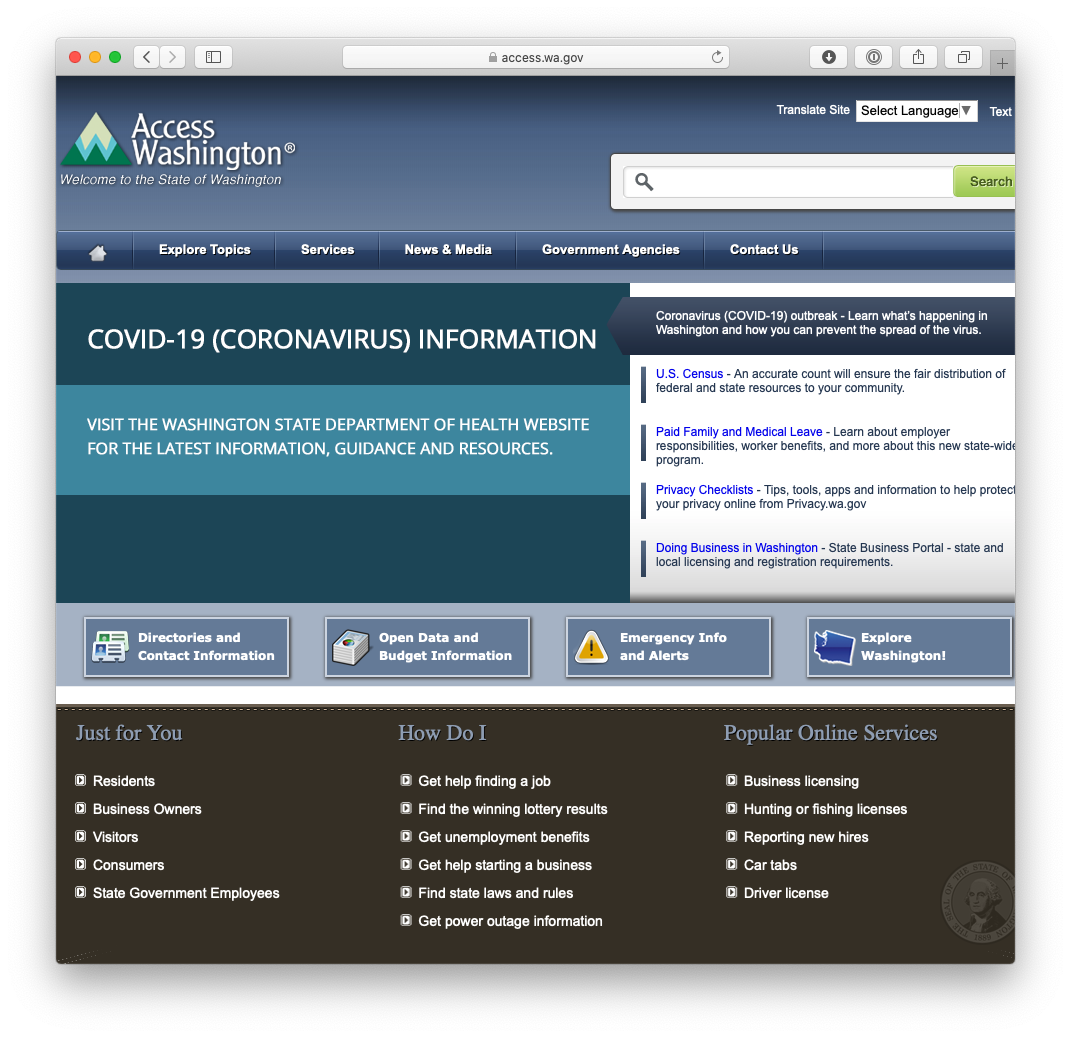 access.wa.gov
Translate Site Select Language▼ Text
Access
Washington®
Welcome to the State of Washington
Search
Explore Topics Services News & Media Government Agencies Contact Us
COVID-19 (CORONAVIRUS) INFORMATION
VISIT THE WASHINGTON STATE DEPARTMENT OF HEALTH WEBSITE
FOR THE LATEST INFORMATION, GUIDANCE AND RESOURCES.
Coronavirus (COVID-19) outbreak - Learn what's happening in
Washington and how you can prevent the spread of the virus.
U.S. Census - An accurate count will ensure the fair distribution of
federal and state resources to your community.
Paid Family and Medical Leave - Learn about employer
responsibilities, worker benefits, and more about this new state-wide
program.
Privacy Checklists - Tips, tools, apps and information to help protect
your privacy online from Privacy.wa.gov
Doing Business in Washington - State Business Portal - state and
local licensing and registration requirements.
Directories and
Contact Information
Open Data and
Budget Information
Emergency Info
and Alerts
Explore
Washington!
Just for You
Residents
Business Owners
Visitors
Consumers
State Government Employees
How Do I
Get help finding a job
Find the winning lottery results
Get unemployment benefits
Get help starting a business
Find state laws and rules
Get power outage information
Popular Online Services
Business licensing
Hunting or fishing licenses
Reporting new hires
Car tabs
Driver license